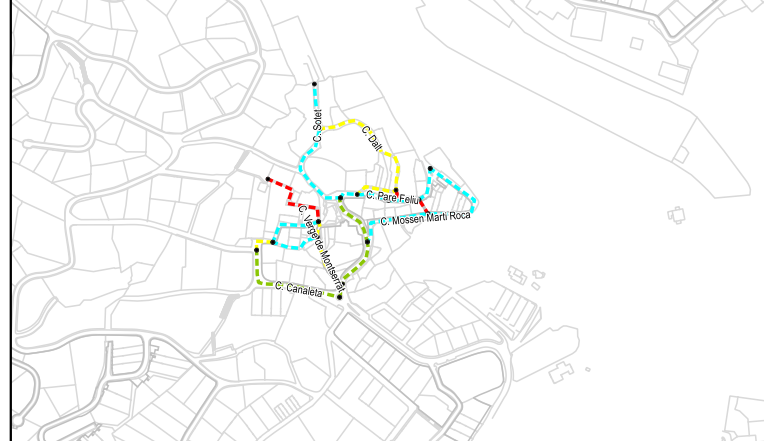 C. Sotet
C. Dalt
C. Pare Feliu
C. Mossen Marti Roca
C. Verge de Montserrat
C. Canaleta